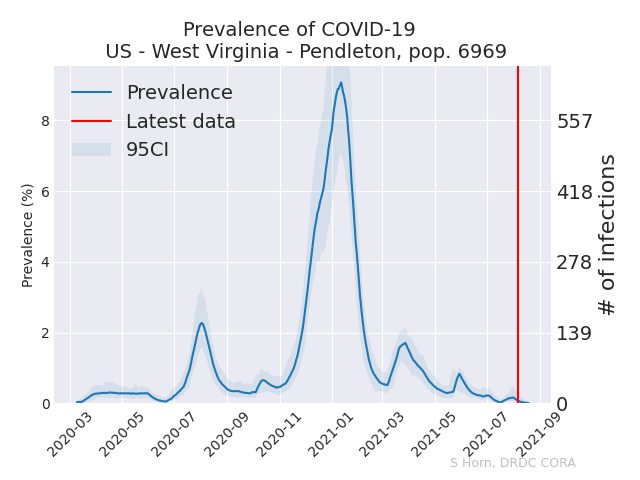 Prevalence of COVID-19
US - West Virginia - Pendleton, pop. 6969
Prevalence
Latest data
95CI
Prevalence (%)
8
6
4
2
0
557
418
278
139
0
# of infections
2020-03
2020-05
2020-07
2020-09
2020-11
2021-01
2021-03
2021-05
2021-07
2021-09
S Horn, DRDC CORA